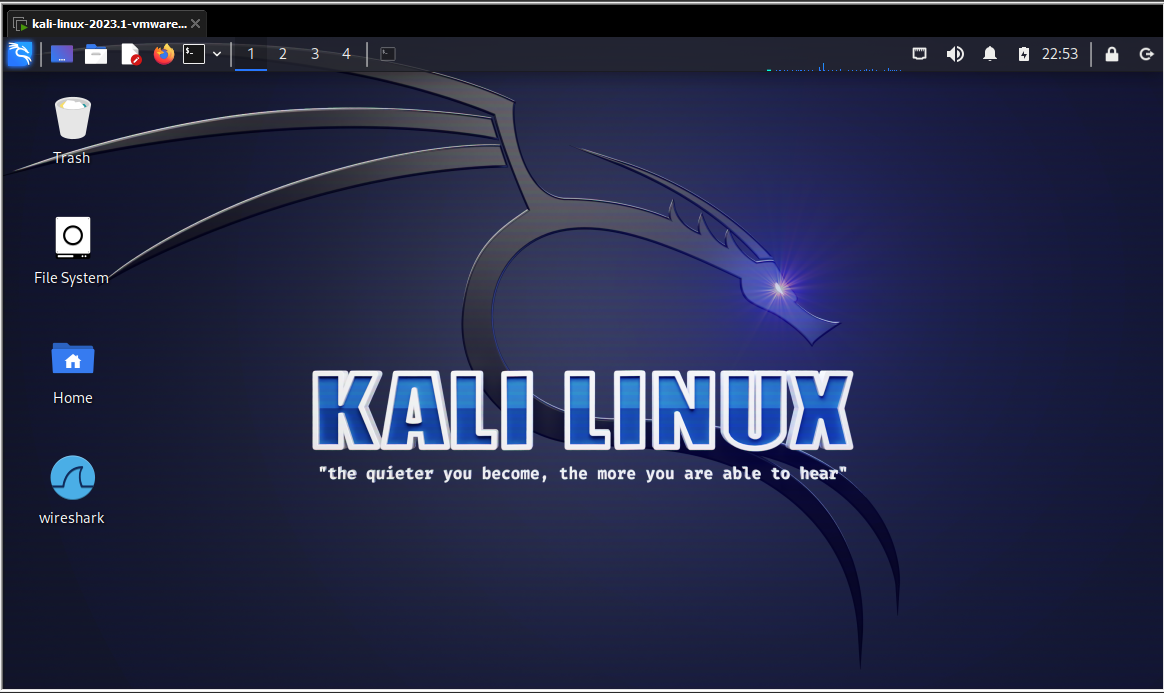 kali-linux-2023.1-vmware...
1 2 3 4
22:53
Trash
File System
Home
wireshark
KALI LINUX
"the quieter you become, the more you are able to hear"